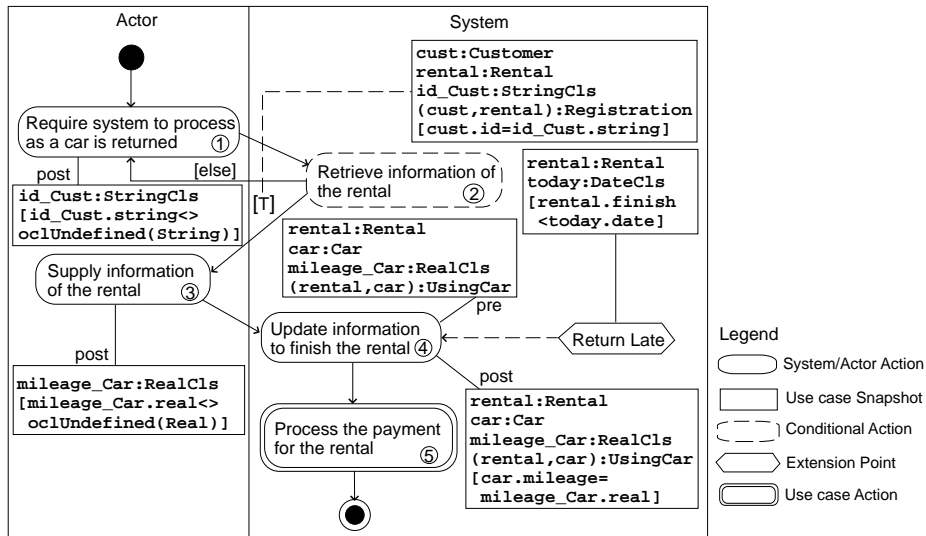 Actor
System
cust:Customer
rental:Rental
id_Cust:StringCls
(cust,rental):Registration
[cust.id=id_Cust.string]
Require system to process
as a car is returned ①
[else]
post
[T]
Retrieve information of
the rental ②
rental:Rental
today:DateCls
[rental.finish
<today.date]
id_Cust:StringCls
[id_Cust.string<>
oclUndefined(String)]
rental:Rental
car:Car
mileage_Car:RealCls
(rental,car):UsingCar
pre
Supply information
of the rental ③
Update information
to finish the rental ④
Return Late
post
mileage_Car:RealCls
[mileage_Car.real<>
oclUndefined(Real)]
post
rental:Rental
car:Car
mileage_Car:RealCls
(rental,car):UsingCar
[car.mileage=
mileage_Car.real]
Process the payment
for the rental ⑤
Legend
System/Actor Action
Use case Snapshot
Conditional Action
Extension Point
Use case Action